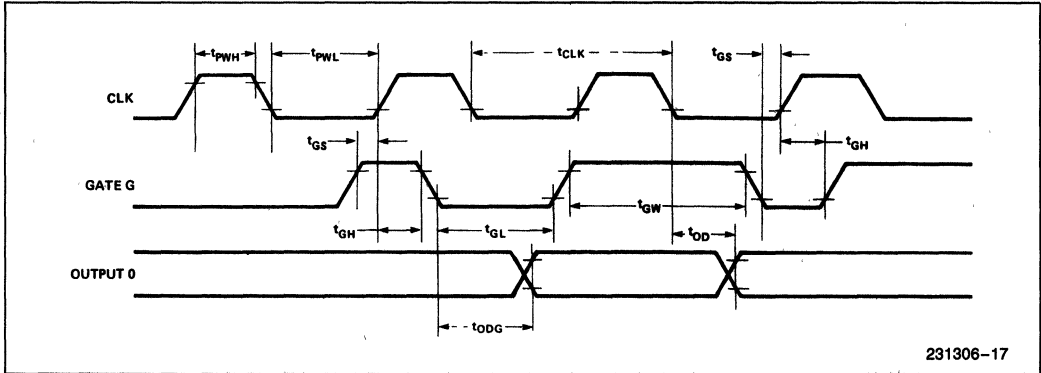 tPWH tPWL tCLK tGS
CLK
tGS tGH
GATE G
tGW
tGH tGL tOD
OUTPUT 0
tODG
231306–17